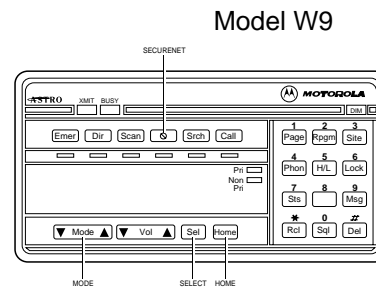 Model W9
SECURENET
MOTOROLA
ASTRO XMIT BUSY
DIM
1 2 3
Emer Dir Scan Srch Call Page Rpgm Site
4 5 6
Phon H/L Lock
Pri
Non
Pri
7 8 9
Sts Msg
* 0 #
Mode Vol Sel Home Rcl Sql Del
MODE SELECT HOME